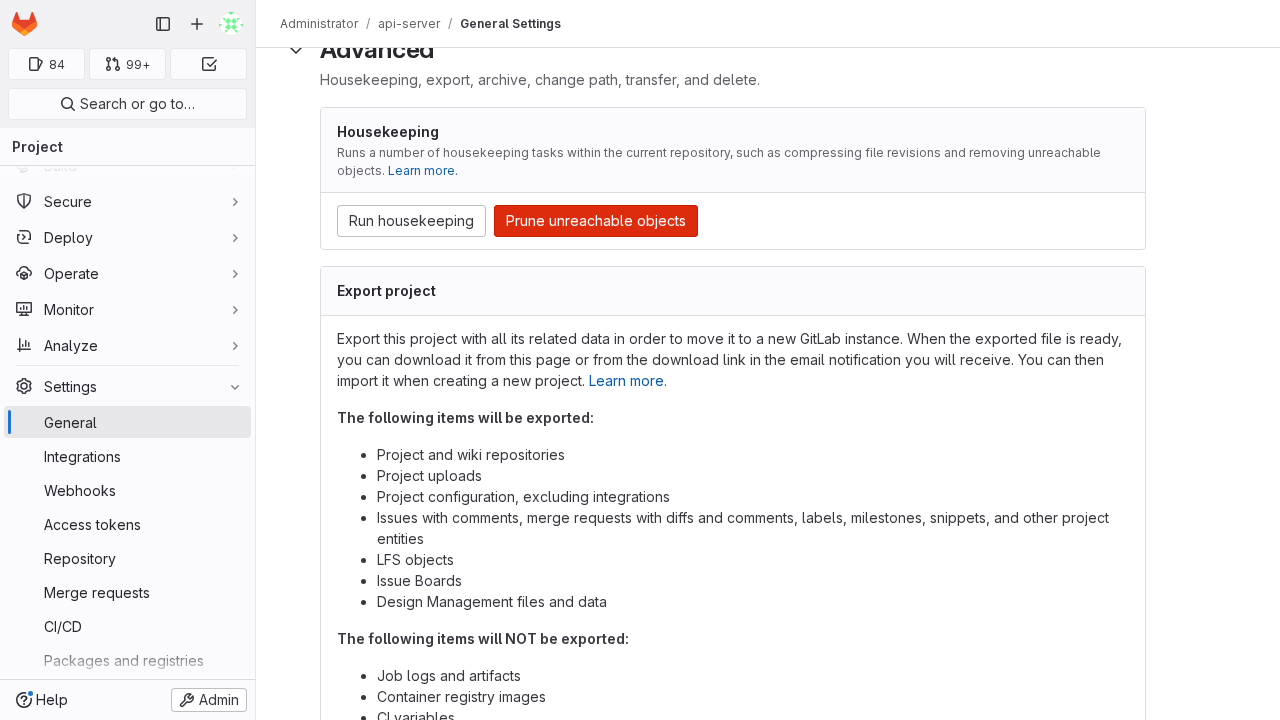 Administrator / api-server / General Settings
84
99+
Search or go to…
Project
Build
Secure
Deploy
Operate
Monitor
Analyze
Settings
General
Integrations
Webhooks
Access tokens
Repository
Merge requests
CI/CD
Packages and registries
Help
Admin
Advanced
Housekeeping, export, archive, change path, transfer, and delete.
Housekeeping
Runs a number of housekeeping tasks within the current repository, such as compressing file revisions and removing unreachable
objects. Learn more.
Run housekeeping
Prune unreachable objects
Export project
Export this project with all its related data in order to move it to a new GitLab instance. When the exported file is ready,
you can download it from this page or from the download link in the email notification you will receive. You can then
import it when creating a new project. Learn more.
The following items will be exported:
Project and wiki repositories
Project uploads
Project configuration, excluding integrations
Issues with comments, merge requests with diffs and comments, labels, milestones, snippets, and other project
entities
LFS objects
Issue Boards
Design Management files and data
The following items will NOT be exported:
Job logs and artifacts
Container registry images
CI variables